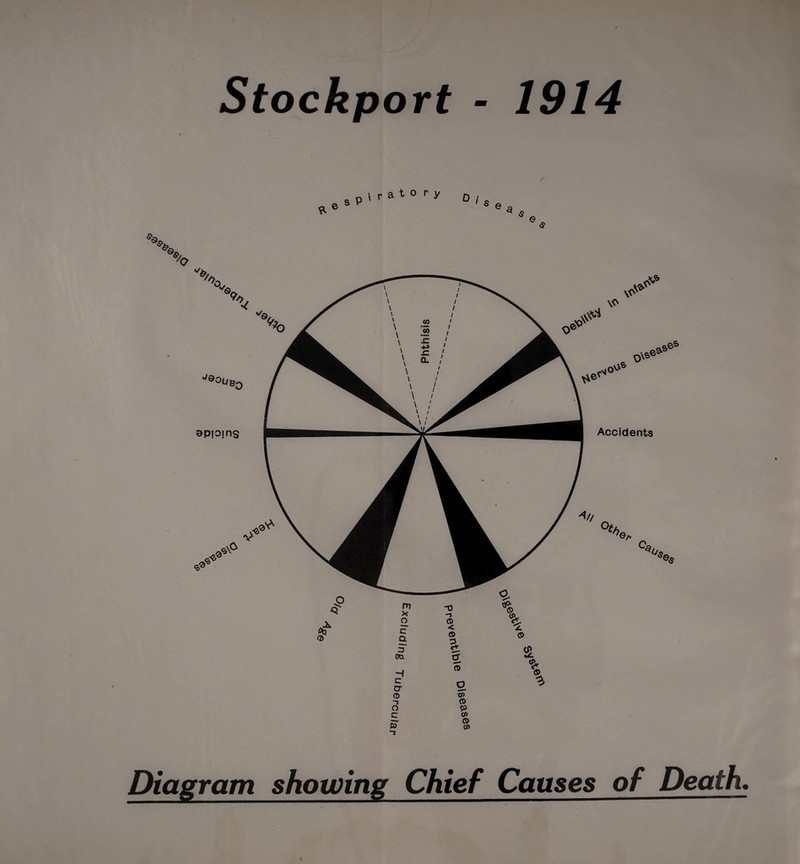 Stockport - 1914
Respiratory Diseases
Phthisis
Debility in Infants
Nervous Diseases
Accidents
All Other Causes
Digestive System
Preventible Diseases
Excluding Tubercular
Old Age
Heart Diseases
Suicide
Cancer
Other Tubercular Diseases
Diagram showing Chief Causes of Death.